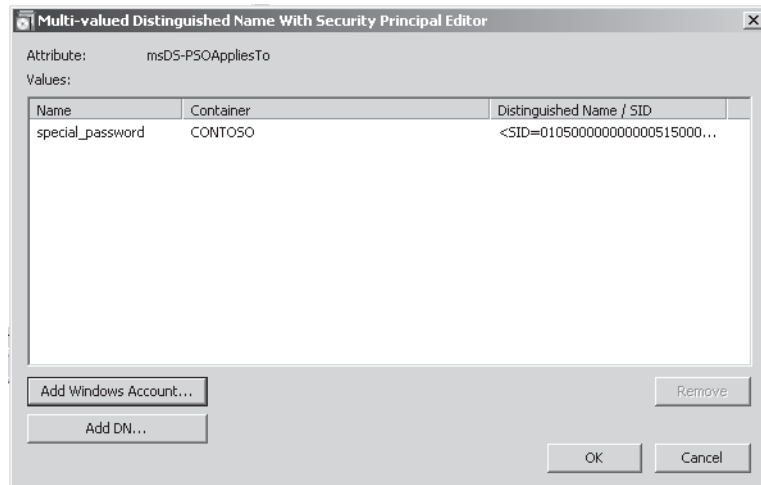 Multi-valued Distinguished Name With Security Principal Editor
Attribute: msDS-PSOAppliesTo
Values:
Name Container Distinguished Name / SID
special_password CONTOSO <SID=010500000000000515000...
Add Windows Account... Remove
Add DN...
OK Cancel